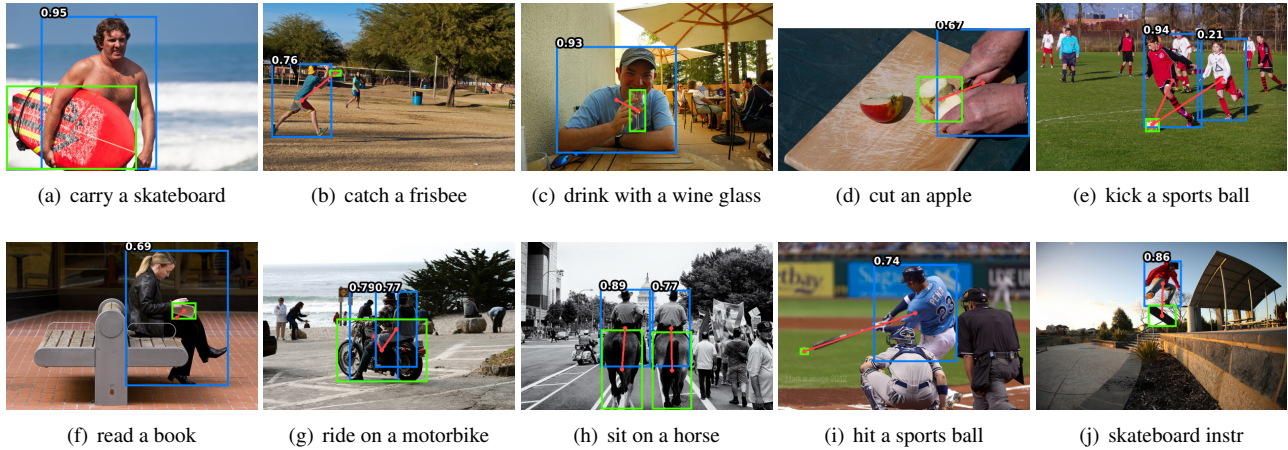 0.95
0.76
0.93
0.67
0.94
0.21
(a) carry a skateboard
(b) catch a frisbee
(c) drink with a wine glass
(d) cut an apple
(e) kick a sports ball
0.69
0.79
0.77
0.89
0.77
0.74
0.86
(f) read a book
(g) ride on a motorbike
(h) sit on a horse
(i) hit a sports ball
(j) skateboard instr